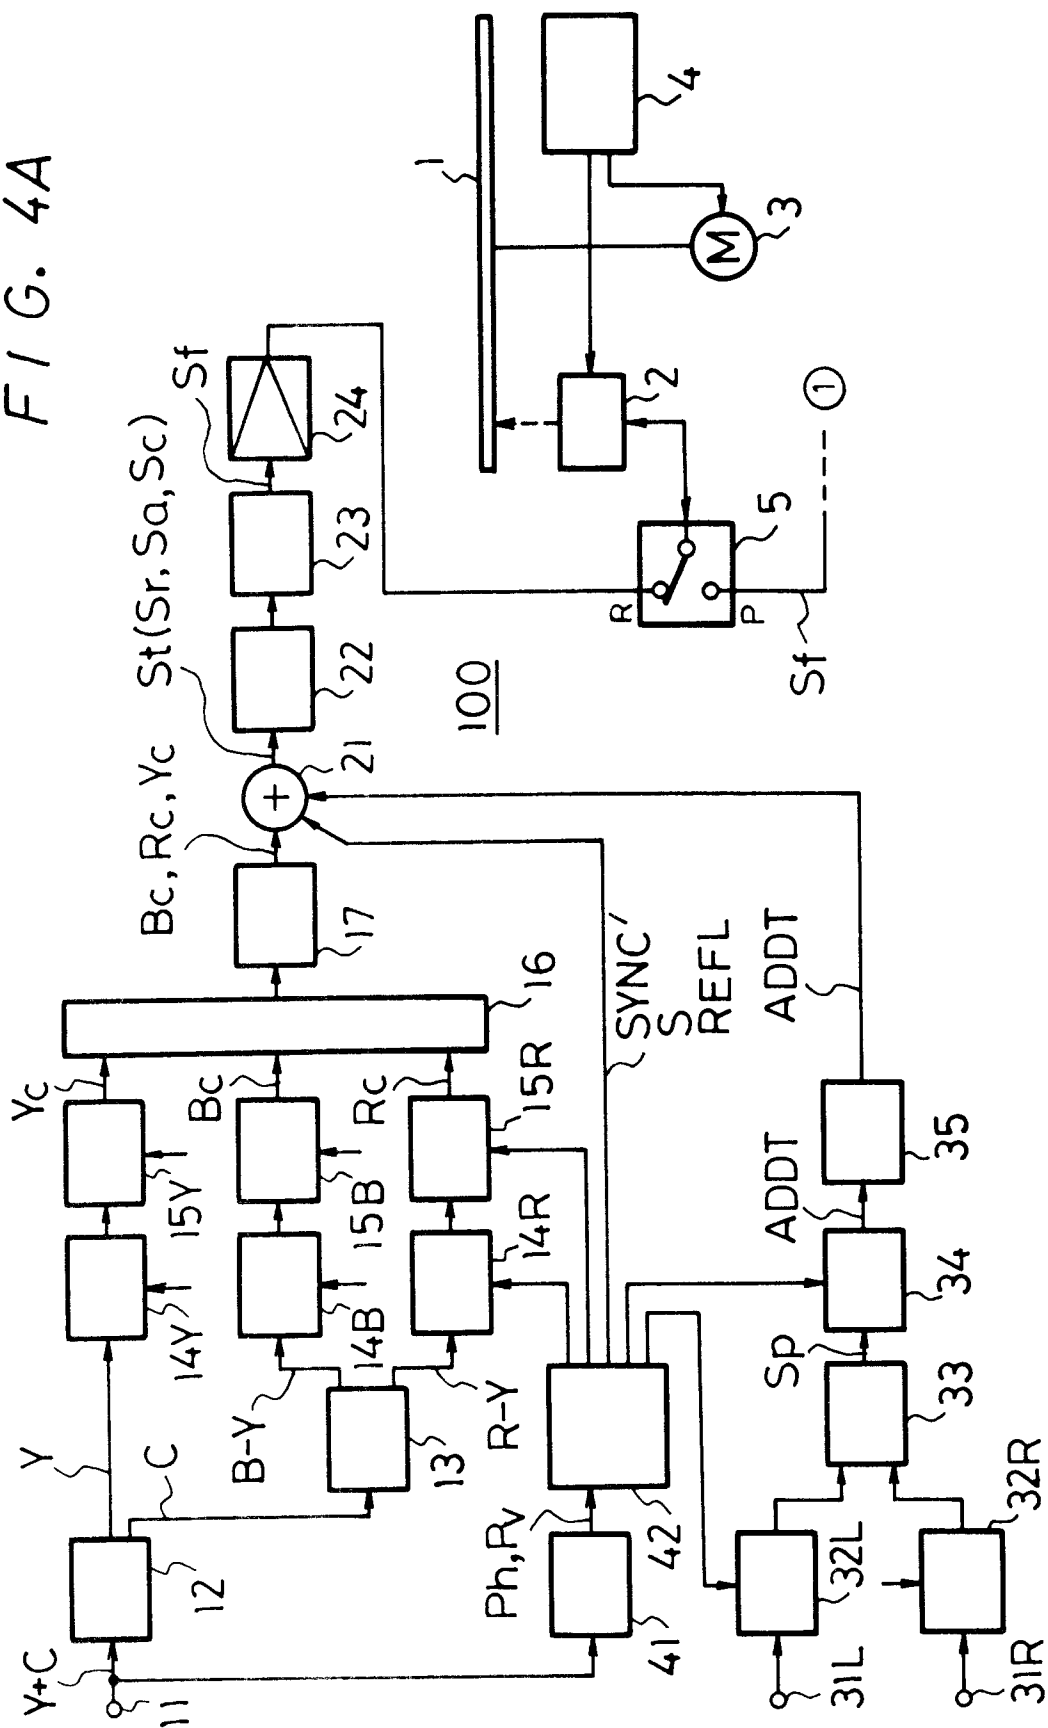 FIG. 4A
Y+C
11
12
Y
C
14Y
15Y
Yc
B-Y
13
14B
15B
Bc
R-Y
14R
15R
Rc
16
17
Bc, Rc, Yc
21
St(Sr, Sa, Sc)
22
23
Sf
24
100
1
2
M
3
4
R
P
5
Sf
1
41
Ph, Pv
42
SYNC'
S
REFL
31L
32L
31R
32R
33
Sp
34
ADDT
35
ADDT